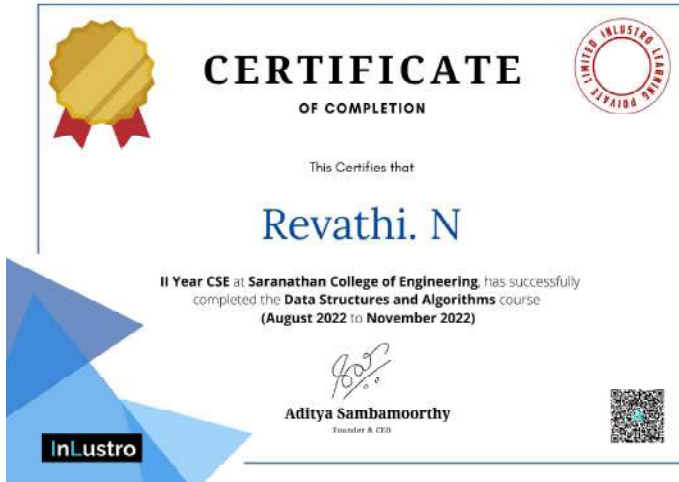 CERTIFICATE
INLUSTRO LEARNING PRIVATE LIMITED
OF COMPLETION
This Certifies that
Revathi. N
II Year CSE at Saranathan College of Engineering, has successfully
completed the Data Structures and Algorithms course
(August 2022 to November 2022)
Aditya Sambamoorthy
Founder & CEO
InLustro